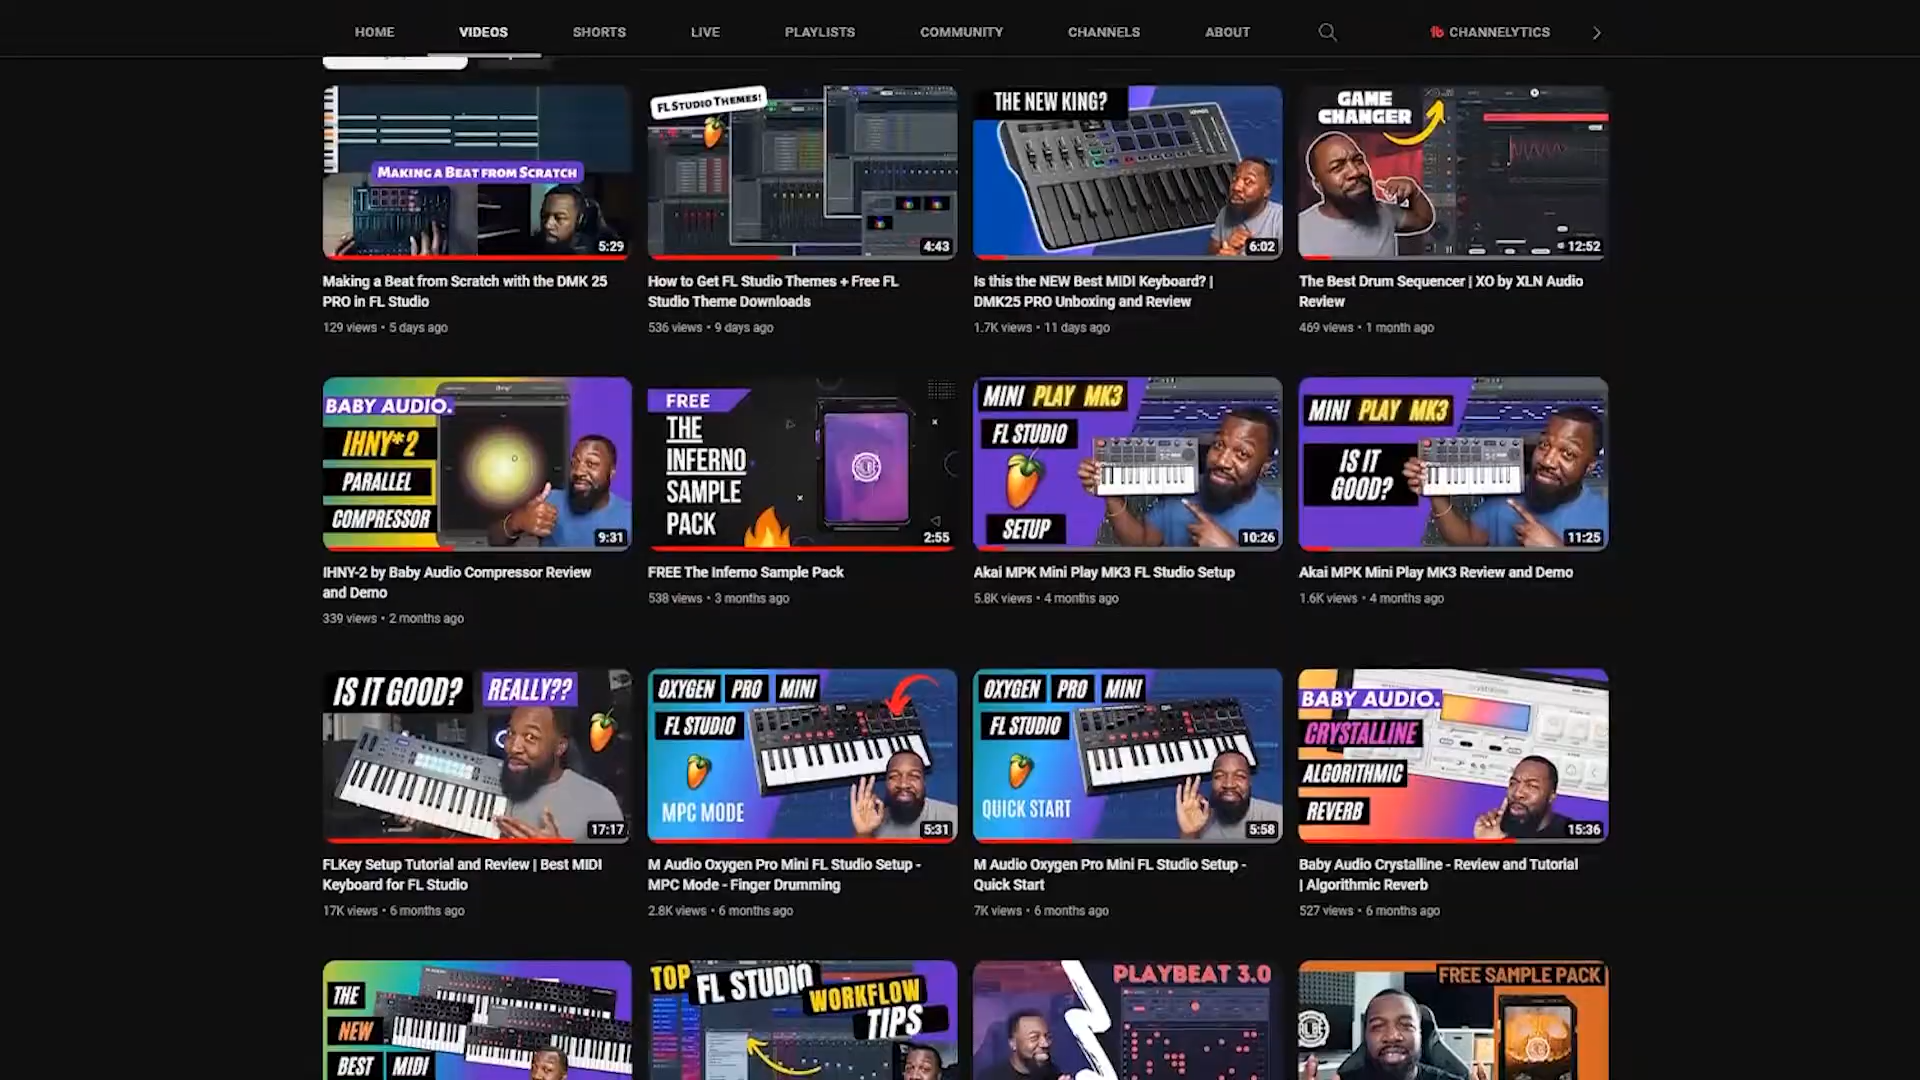 HOME VIDEOS SHORTS LIVE PLAYLISTS COMMUNITY CHANNELS ABOUT CHANNELYTICS
MAKING A BEAT FROM SCRATCH
5:29
Making a Beat from Scratch with the DMK 25
PRO in FL Studio
129 views • 5 days ago
FL STUDIO THEMES!
4:43
How to Get FL Studio Themes + Free FL
Studio Theme Downloads
536 views • 9 days ago
THE NEW KING?
6:02
Is this the NEW Best MIDI Keyboard? |
DMK25 PRO Unboxing and Review
1.7K views • 11 days ago
GAME
CHANGER
12:52
The Best Drum Sequencer | XO by XLN Audio
Review
469 views • 1 month ago
BABY AUDIO.
IHNY*2
PARALLEL
COMPRESSOR
9:31
IHNY-2 by Baby Audio Compressor Review
and Demo
339 views • 2 months ago
FREE
THE
INFERNO
SAMPLE
PACK
2:55
FREE The Inferno Sample Pack
538 views • 3 months ago
MINI PLAY MK3
FL STUDIO
SETUP
10:26
Akai MPK Mini Play MK3 FL Studio Setup
5.8K views • 4 months ago
MINI PLAY MK3
IS IT
GOOD?
11:25
Akai MPK Mini Play MK3 Review and Demo
1.6K views • 4 months ago
IS IT GOOD? REALLY??
17:17
FLKey Setup Tutorial and Review | Best MIDI
Keyboard for FL Studio
17K views • 6 months ago
OXYGEN PRO MINI
FL STUDIO
MPC MODE
5:31
M Audio Oxygen Pro Mini FL Studio Setup -
MPC Mode - Finger Drumming
2.8K views • 6 months ago
OXYGEN PRO MINI
FL STUDIO
QUICK START
5:58
M Audio Oxygen Pro Mini FL Studio Setup -
Quick Start
7K views • 6 months ago
BABY AUDIO.
CRYSTALLINE
ALGORITHMIC
REVERB
15:36
Baby Audio Crystalline - Review and Tutorial
| Algorithmic Reverb
527 views • 6 months ago
THE
NEW
BEST MIDI
TOP FL STUDIO
WORKFLOW
TIPS
PLAYBEAT 3.0
FREE SAMPLE PACK